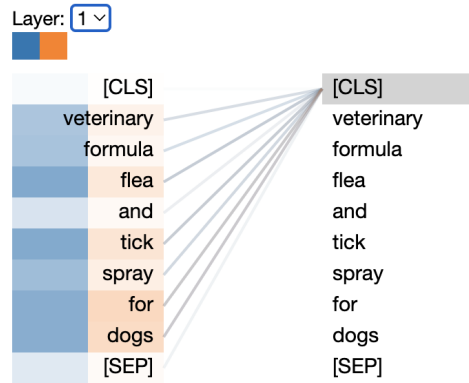 Layer: 1
[CLS] [CLS]
veterinary veterinary
formula formula
flea flea
and and
tick tick
spray spray
for for
dogs dogs
[SEP] [SEP]